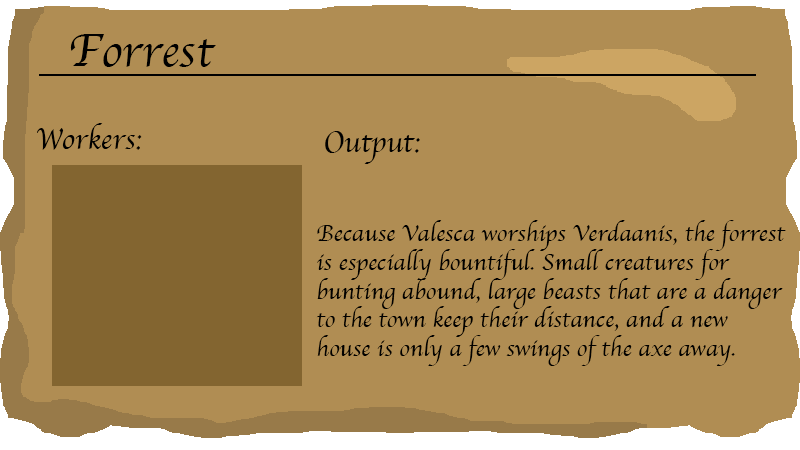 Forrest
Workers:
Output:
Because Valesca worships Verdaanis, the forrest
is especially bountiful. Small creatures for
bunting abound, large beasts that are a danger
to the town keep their distance, and a new
house is only a few swings of the axe away.